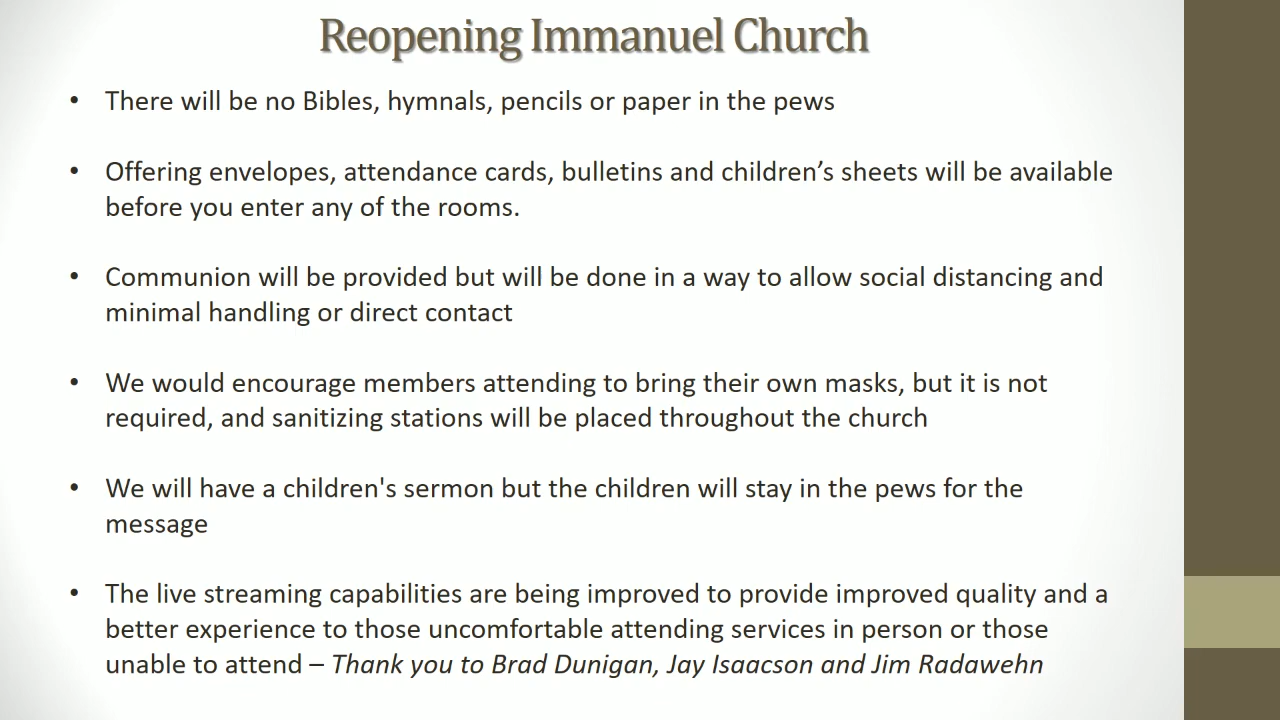 Reopening Immanuel Church
• There will be no Bibles, hymnals, pencils or paper in the pews
• Offering envelopes, attendance cards, bulletins and children’s sheets will be available
before you enter any of the rooms.
• Communion will be provided but will be done in a way to allow social distancing and
minimal handling or direct contact
• We would encourage members attending to bring their own masks, but it is not
required, and sanitizing stations will be placed throughout the church
• We will have a children's sermon but the children will stay in the pews for the
message
• The live streaming capabilities are being improved to provide improved quality and a
better experience to those uncomfortable attending services in person or those
unable to attend – Thank you to Brad Dunigan, Jay Isaacson and Jim Radawehn